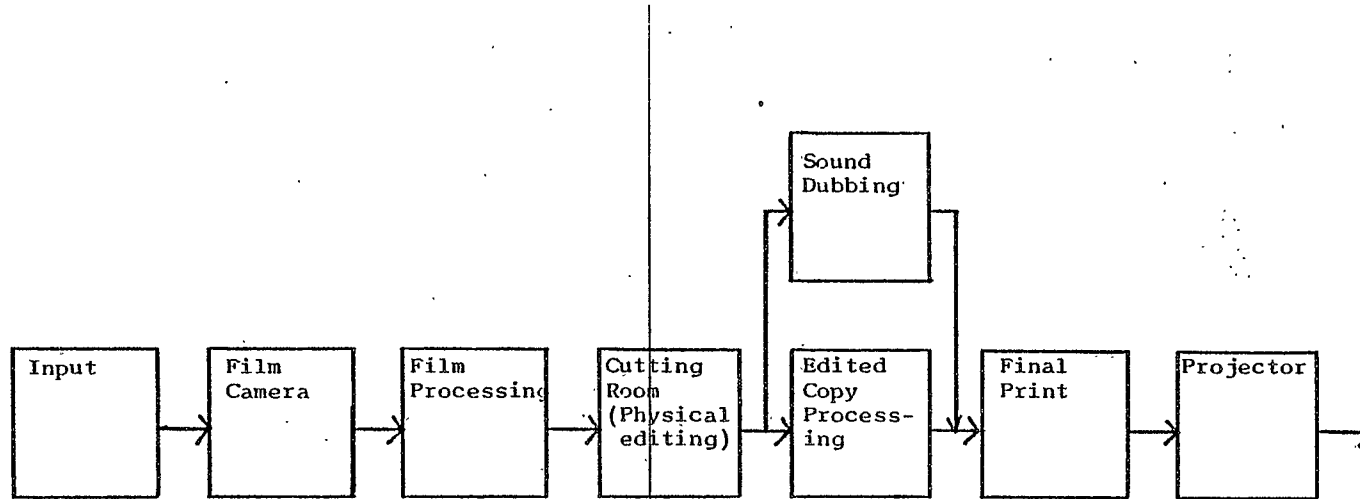 Sound
Dubbing
Input
Film
Camera
Film
Processing
Cutting
Room
(Physical
editing)
Edited
Copy
Process-
ing
Final
Print
Projector